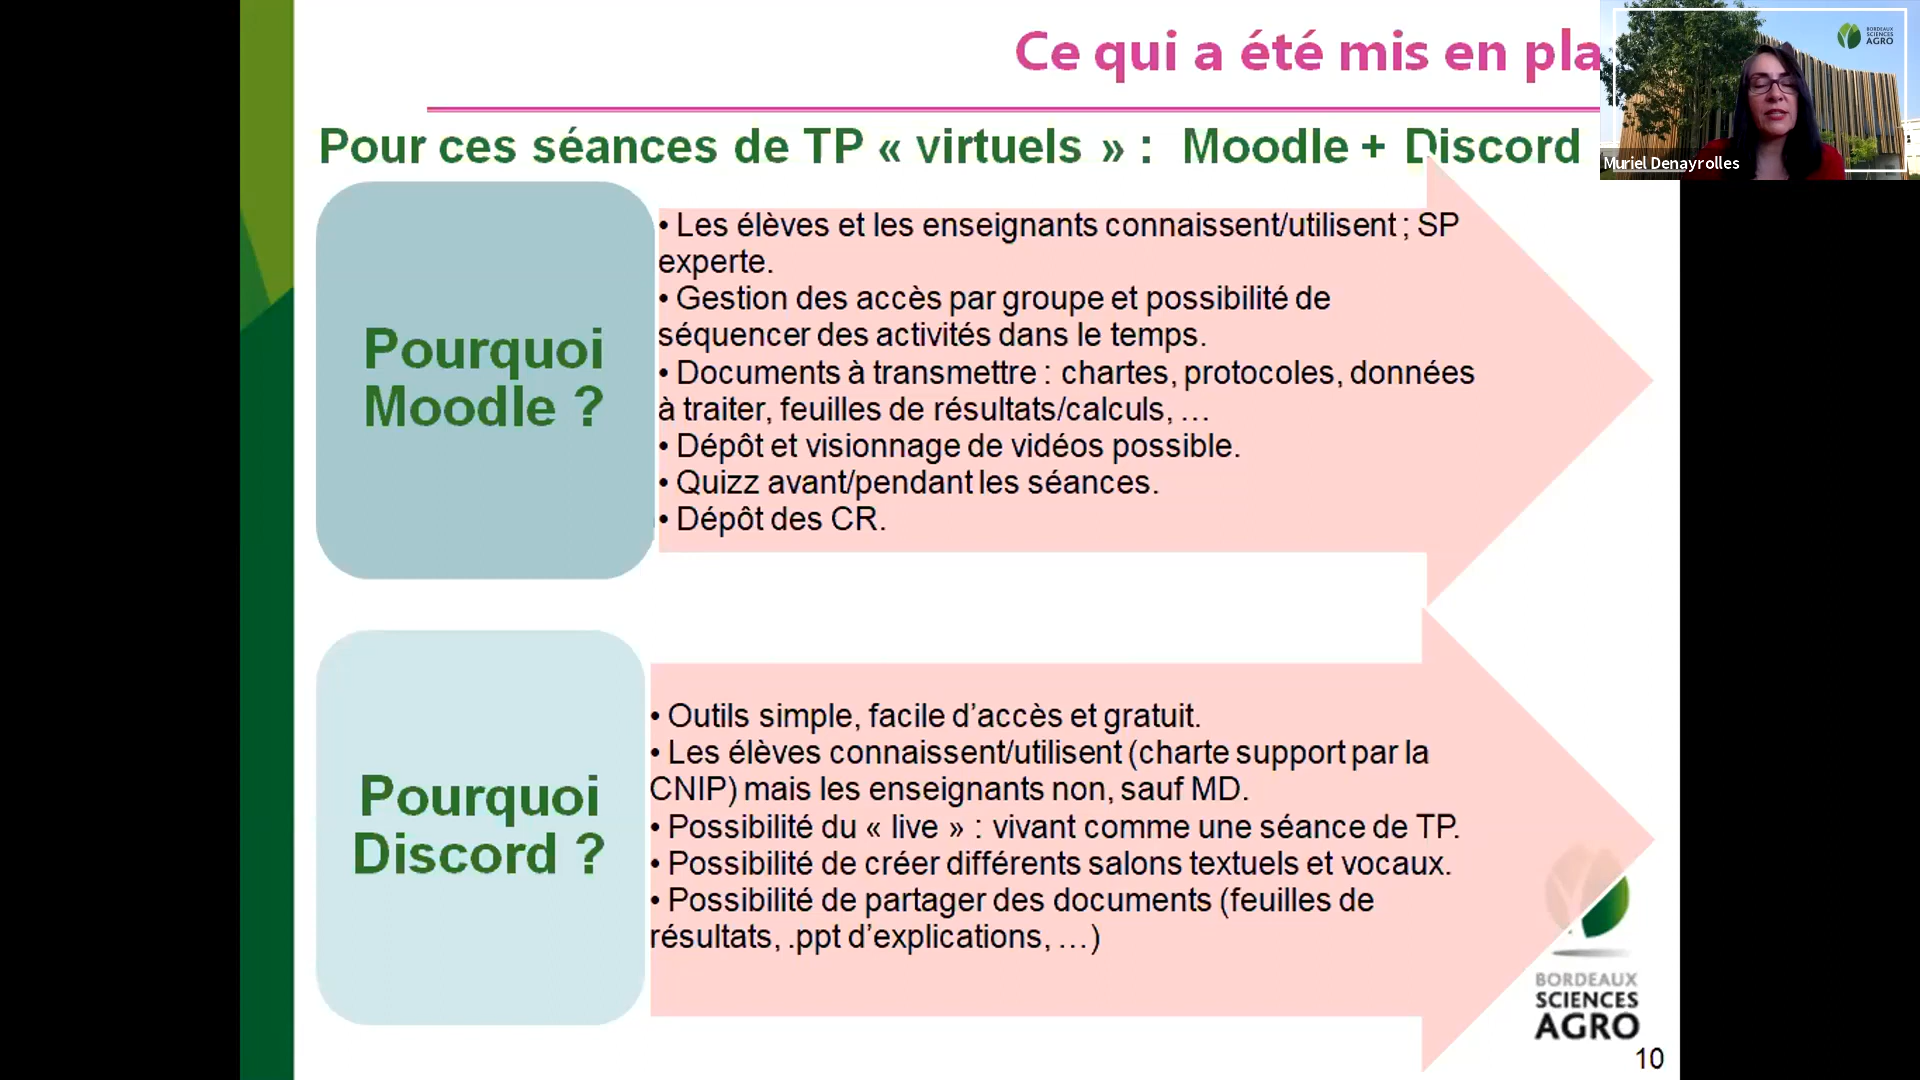 Ce qui a été mis en pla
Pour ces séances de TP « virtuels » : Moodle + Discord
BORDEAUX
SCIENCES
AGRO
Muriel Denayrolles
Pourquoi
Moodle ?
• Les élèves et les enseignants connaissent/utilisent ; SP
experte.
• Gestion des accès par groupe et possibilité de
séquencer des activités dans le temps.
• Documents à transmettre : chartes, protocoles, données
à traiter, feuilles de résultats/calculs, …
• Dépôt et visionnage de vidéos possible.
• Quizz avant/pendant les séances.
• Dépôt des CR.
Pourquoi
Discord ?
• Outils simple, facile d’accès et gratuit.
• Les élèves connaissent/utilisent (charte support par la
CNIP) mais les enseignants non, sauf MD.
• Possibilité du « live » : vivant comme une séance de TP.
• Possibilité de créer différents salons textuels et vocaux.
• Possibilité de partager des documents (feuilles de
résultats, .ppt d’explications, …)
BORDEAUX
SCIENCES
AGRO
10